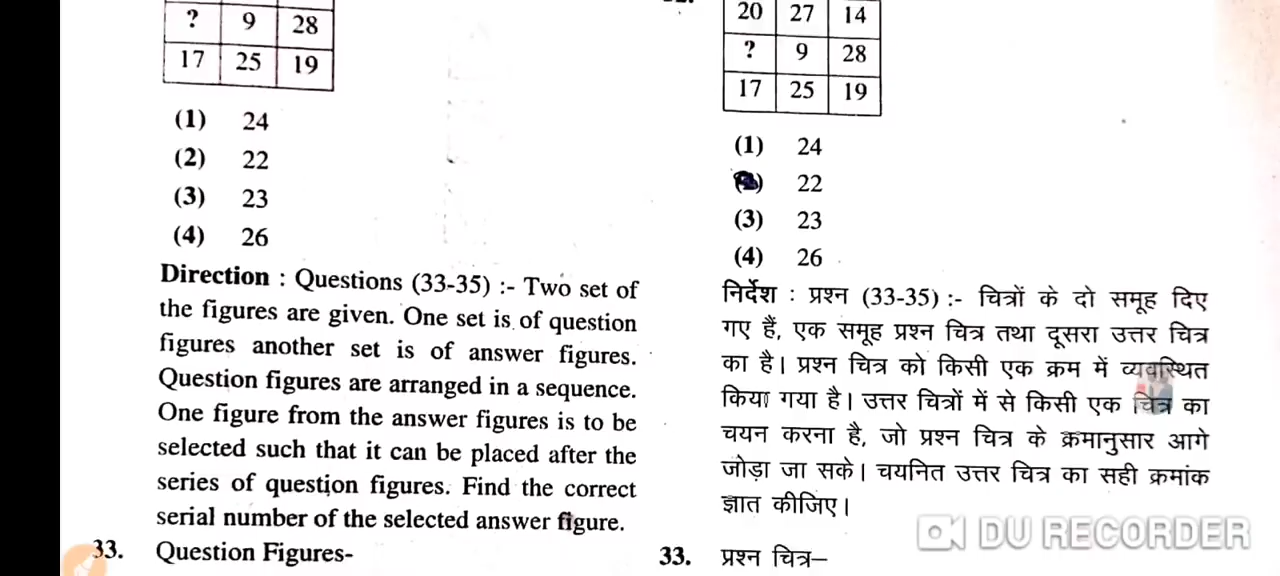 ? 9 28
17 25 19
(1) 24
(2) 22
(3) 23
(4) 26
Direction : Questions (33-35) :- Two set of
the figures are given. One set is of question
figures another set is of answer figures.
Question figures are arranged in a sequence.
One figure from the answer figures is to be
selected such that it can be placed after the
series of question figures. Find the correct
serial number of the selected answer figure.
33. Question Figures-
20 27 14
? 9 28
17 25 19
(1) 24
22
(3) 23
(4) 26
निर्देश : प्रश्न (33-35) :- चित्रों के दो समूह दिए
गए हैं, एक समूह प्रश्न चित्र तथा दूसरा उत्तर चित्र
का है। प्रश्न चित्र को किसी एक क्रम में व्यवस्थित
किया गया है। उत्तर चित्रों में से किसी एक चित्र का
चयन करना है, जो प्रश्न चित्र के क्रमानुसार आगे
जोड़ा जा सके। चयनित उत्तर चित्र का सही क्रमांक
ज्ञात कीजिए।
DU RECORDER
33. प्रश्न चित्र–